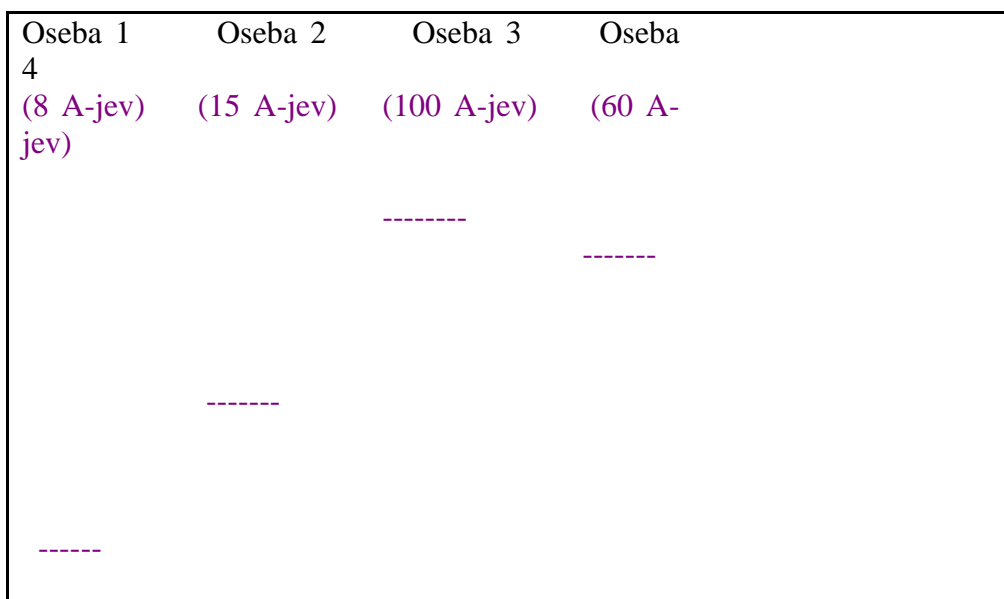 Oseba 1 Oseba 2 Oseba 3 Oseba
4
(8 A-jev) (15 A-jev) (100 A-jev) (60 A-
jev)
--------
-------
-------
------